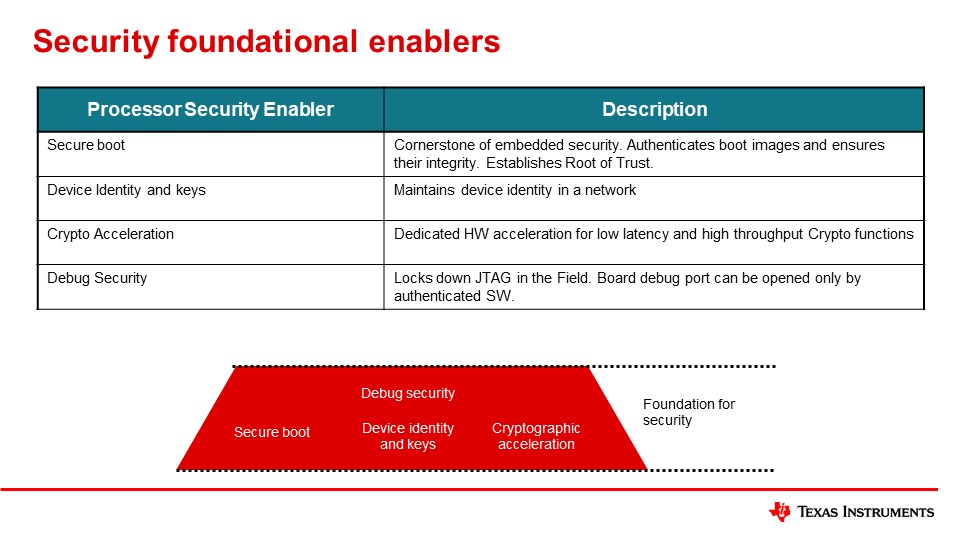 Security foundational enablers
Processor Security Enabler
Description
Secure boot
Cornerstone of embedded security. Authenticates boot images and ensures
their integrity. Establishes Root of Trust.
Device Identity and keys
Maintains device identity in a network
Crypto Acceleration
Dedicated HW acceleration for low latency and high throughput Crypto functions
Debug Security
Locks down JTAG in the Field. Board debug port can be opened only by
authenticated SW.
Debug security
Secure boot
Device identity
and keys
Cryptographic
acceleration
Foundation for
security
TEXAS INSTRUMENTS